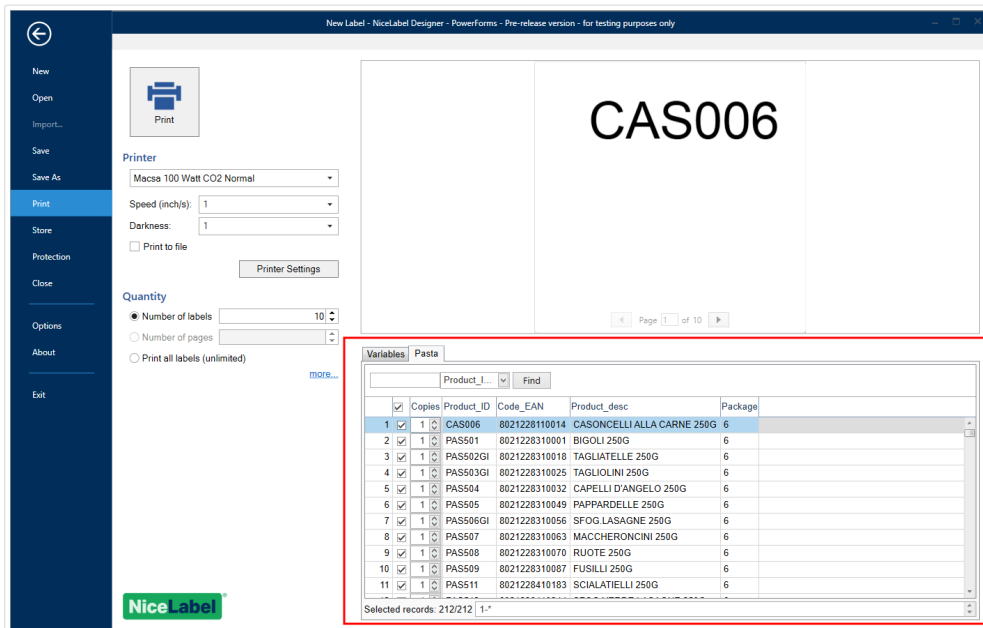 New Label - NiceLabel Designer - PowerForms - Pre-release version - for testing purposes only
New
Open
Import...
Save
Save As
Print
Store
Protection
Close
Options
About
Exit
Print
Printer
Macsa 100 Watt CO2 Normal
Speed (inch/s): 1
Darkness: 1
Print to file
Printer Settings
Quantity
Number of labels 10
Number of pages
Print all labels (unlimited)
more...
NiceLabel
CAS006
Page 1 of 10
Variables Pasta
Product_I... Find
Copies Product_ID Code_EAN Product_desc Package
1 1 CAS006 8021228110014 CASONCELLI ALLA CARNE 250G 6
2 1 PAS501 8021228310001 BIGOLI 250G 6
3 1 PAS502GI 8021228310018 TAGLIATELLE 250G 6
4 1 PAS503GI 8021228310025 TAGLIOLINI 250G 6
5 1 PAS504 8021228310032 CAPELLI D'ANGELO 250G 6
6 1 PAS505 8021228310049 PAPPARDELLE 250G 6
7 1 PAS506GI 8021228310056 SFOG.LASAGNE 250G 6
8 1 PAS507 8021228310063 MACCHERONCINI 250G 6
9 1 PAS508 8021228310070 RUOTE 250G 6
10 1 PAS509 8021228310087 FUSILLI 250G 6
11 1 PAS511 8021228410183 SCIALATIELLI 250G 6
Selected records: 212/212 1-*